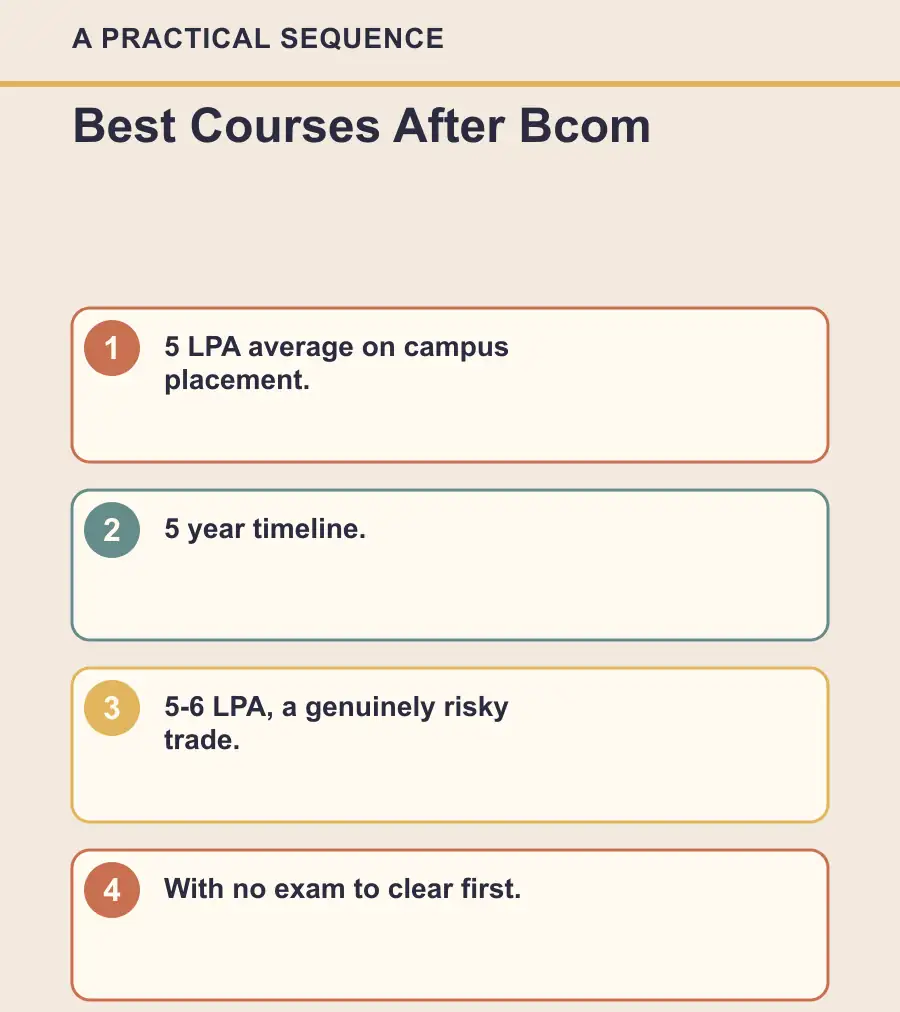 A PRACTICAL SEQUENCE
Best Courses After Bcom
1
5 LPA average on campus
placement.
2
5 year timeline.
3
5-6 LPA, a genuinely risky
trade.
4
With no exam to clear first.